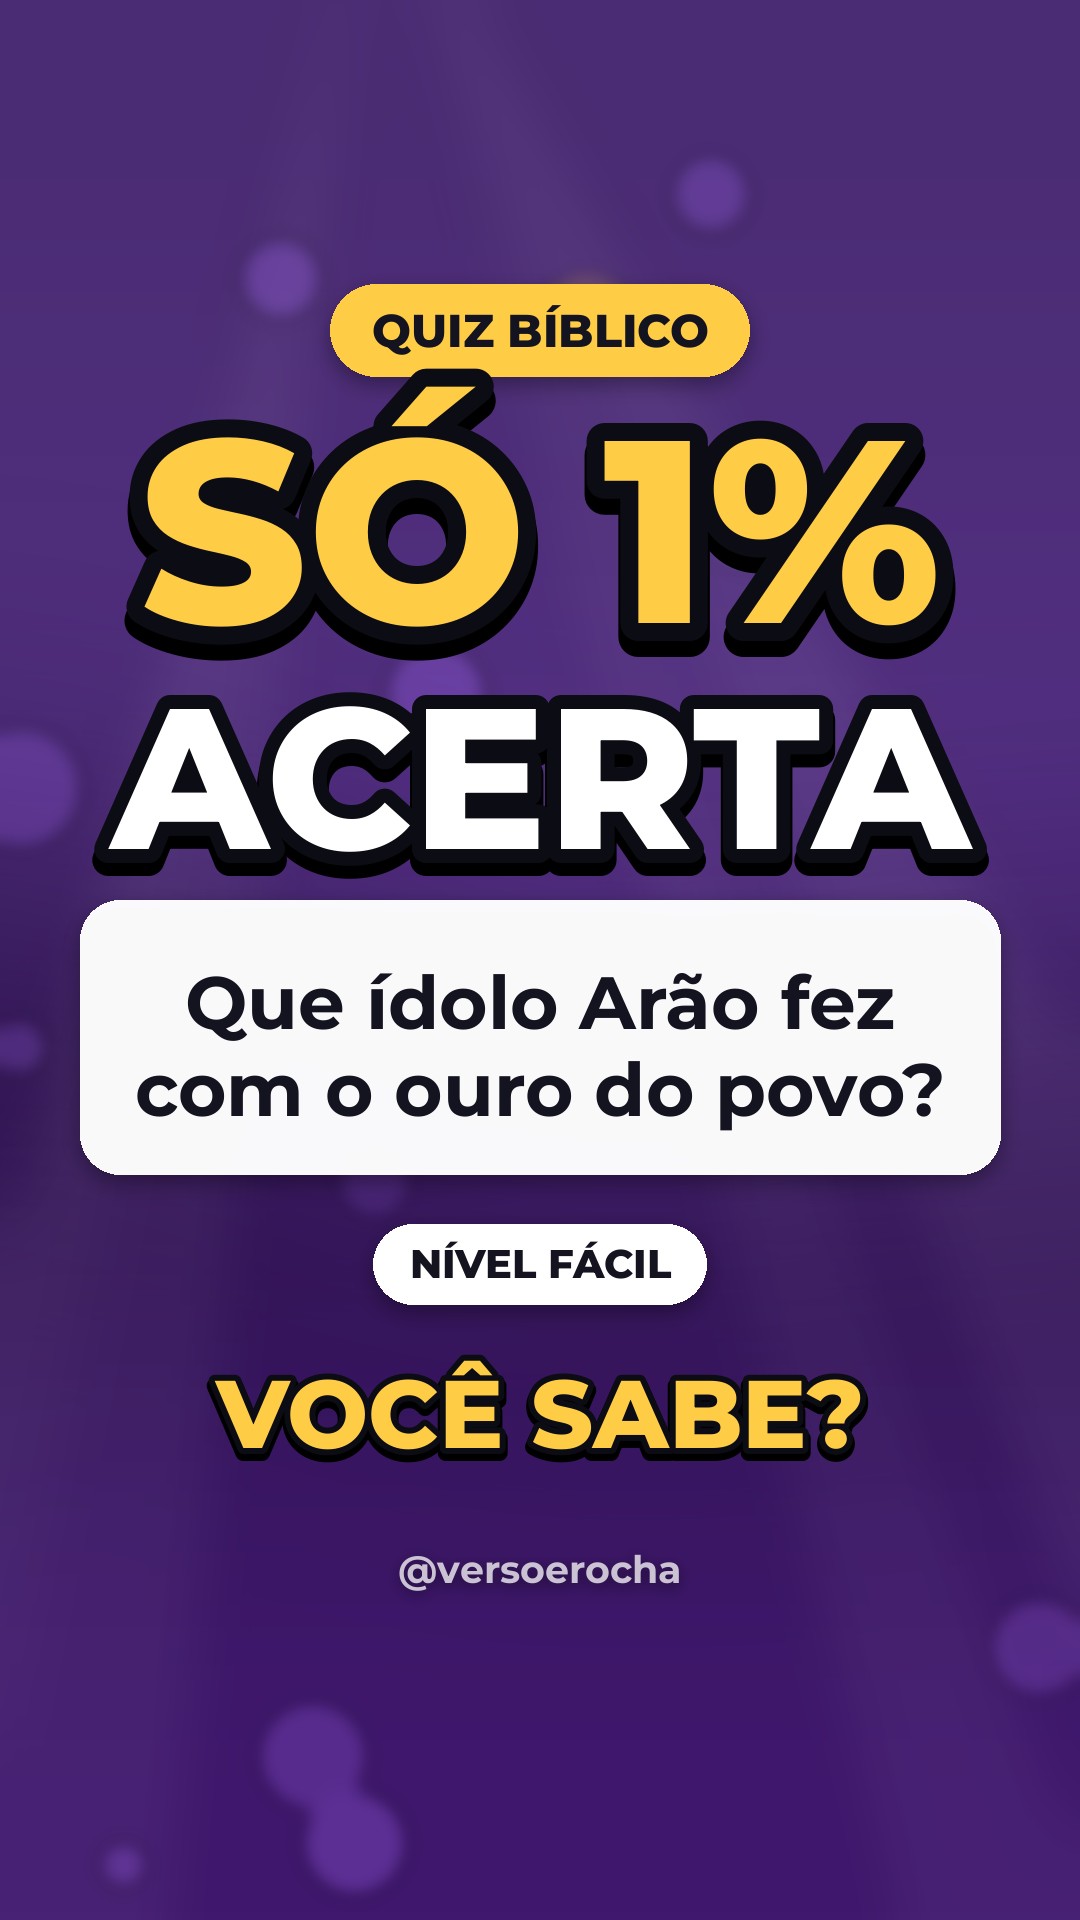 QUIZ BÍBLICO
SÓ 1%
ACERTA
Que ídolo Arão fez
com o ouro do povo?
NÍVEL FÁCIL
VOCÊ SABE?
@versoerocha